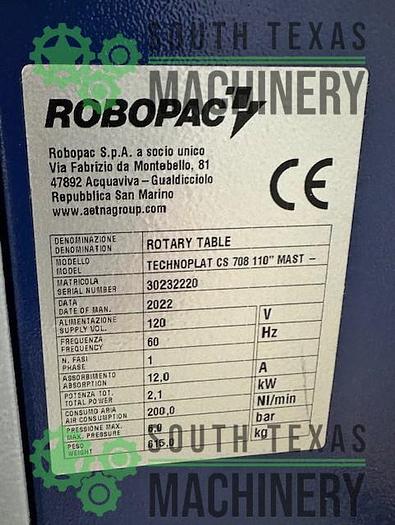 SOUTH TEXAS
MACHINERY
ROBOPAC
Robopac S.p.A. a socio unico
Via Fabrizio da Montebello, 81
47892 Acquaviva - Gualdicciolo
Repubblica San Marino
www.aetnagroup.com
CE
DENOMINAZIONE
DENOMINATION ROTARY TABLE
MODELLO
MODEL TECHNOPLAT CS 708 110" MAST -
MATRICOLA
SERIAL NUMBER 30232220
DATA
DATE OF MAN. 2022
ALIMENTAZIONE
SUPPLY VOL. 120 V
FREQUENZA
FREQUENCY 60 Hz
N. FASI
PHASE 1
ASSORBIMENTO
ABSORPTION 12,0 A
POTENZA TOT.
TOTAL POWER 2,1 kW
CONSUMO ARIA
AIR CONSUMPTION 200,0 Nl/min
PRESSIONE MAX.
MAX. PRESSURE 6,0 bar
PESO
WEIGHT 615,0 kg
SOUTH TEXAS
MACHINERY